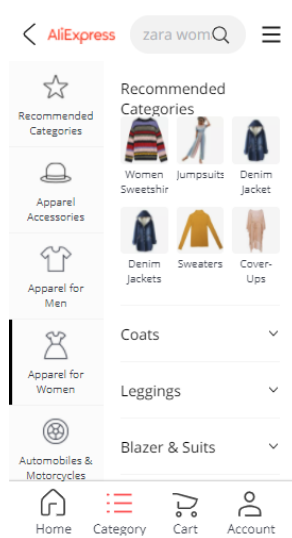 AliExpress
zara wom
Recommended
Categories
Apparel
Accessories
Apparel for
Men
Apparel for
Women
Automobiles &
Motorcycles
Recommended
Categories
Women
Sweetshir
Jumpsuits
Denim
Jacket
Denim
Jackets
Sweaters
Cover-
Ups
Coats
Leggings
Blazer & Suits
Home
Category
Cart
Account